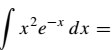 ∫ x²e⁻ˣ dx =